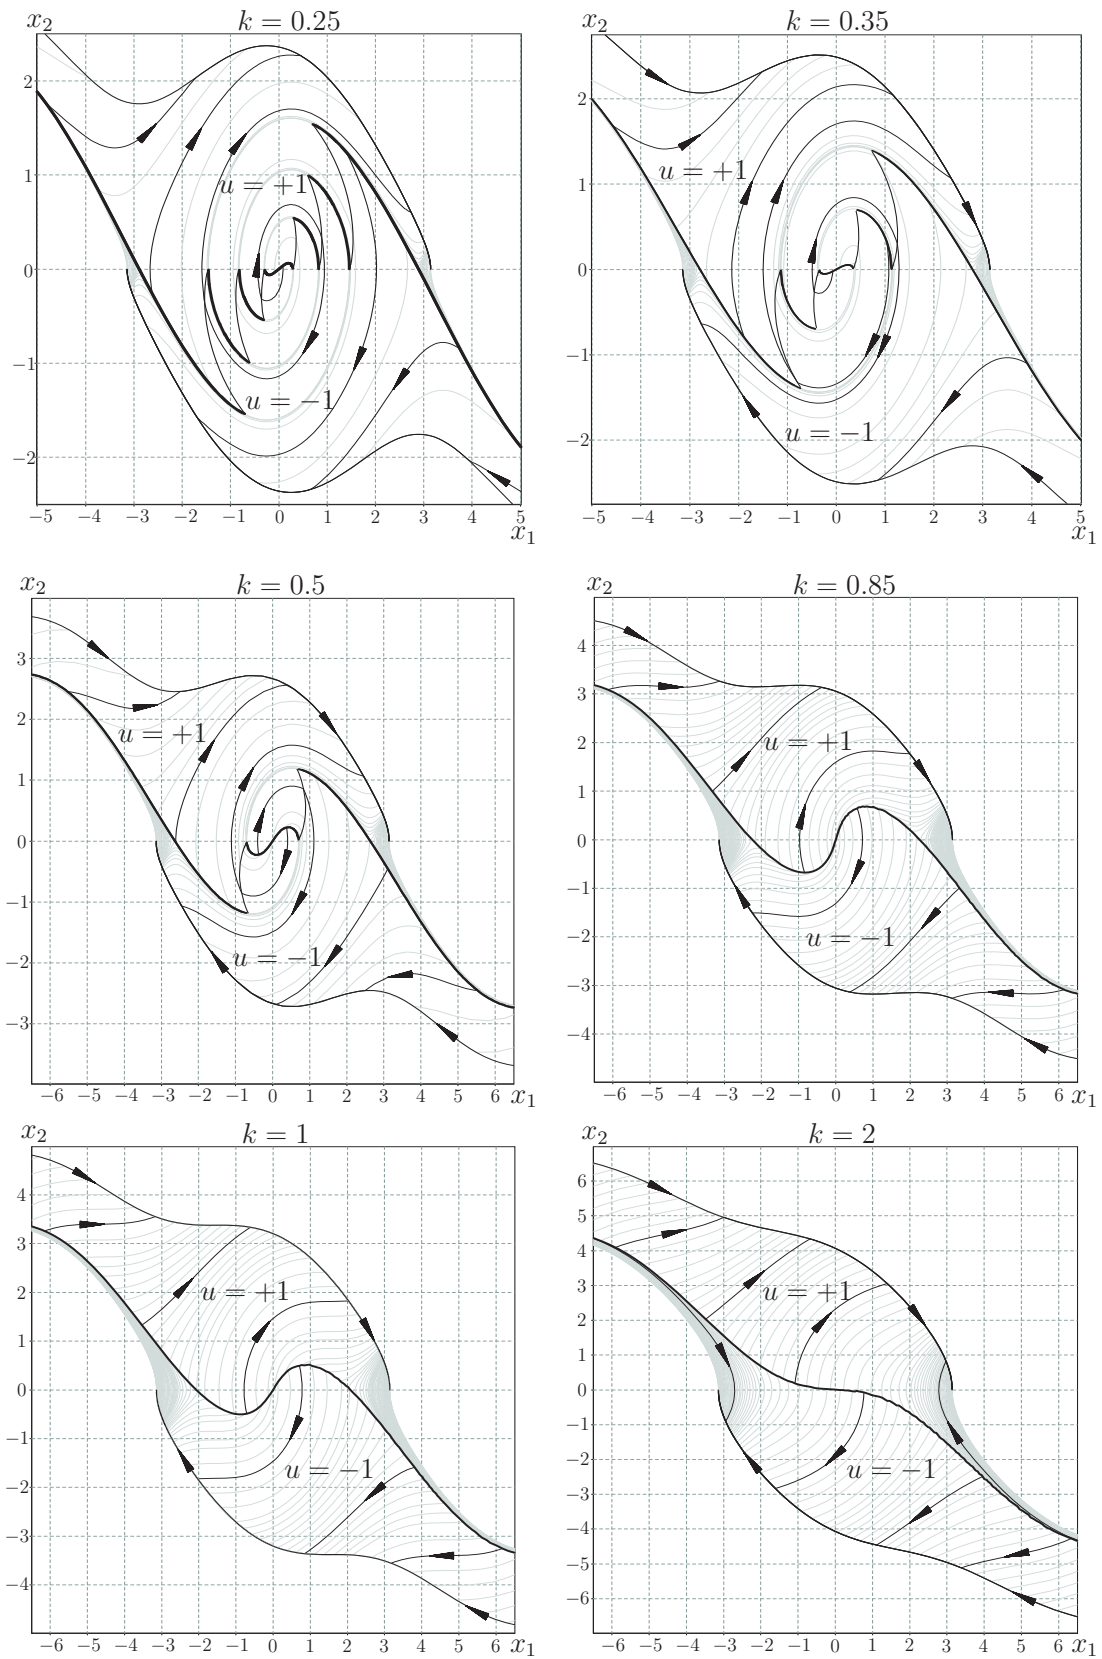 x₂ k = 0.25
2
1
0
−1
−2
u = +1
u = −1
−5 −4 −3 −2 −1 0 1 2 3 4 5
x₁
x₂ k = 0.35
2
1
0
−1
−2
u = +1
u = −1
−5 −4 −3 −2 −1 0 1 2 3 4 5
x₁
x₂ k = 0.5
3
2
1
0
−1
−2
−3
u = +1
u = −1
−6 −5 −4 −3 −2 −1 0 1 2 3 4 5 6 x₁
x₂ k = 0.85
4
3
2
1
0
−1
−2
−3
−4
u = +1
u = −1
−6 −5 −4 −3 −2 −1 0 1 2 3 4 5 6 x₁
x₂ k = 1
4
3
2
1
0
−1
−2
−3
−4
u = +1
u = −1
−6 −5 −4 −3 −2 −1 0 1 2 3 4 5 6 x₁
x₂ k = 2
6
5
4
3
2
1
0
−1
−2
−3
−4
−5
−6
u = +1
u = −1
−6 −5 −4 −3 −2 −1 0 1 2 3 4 5 6 x₁